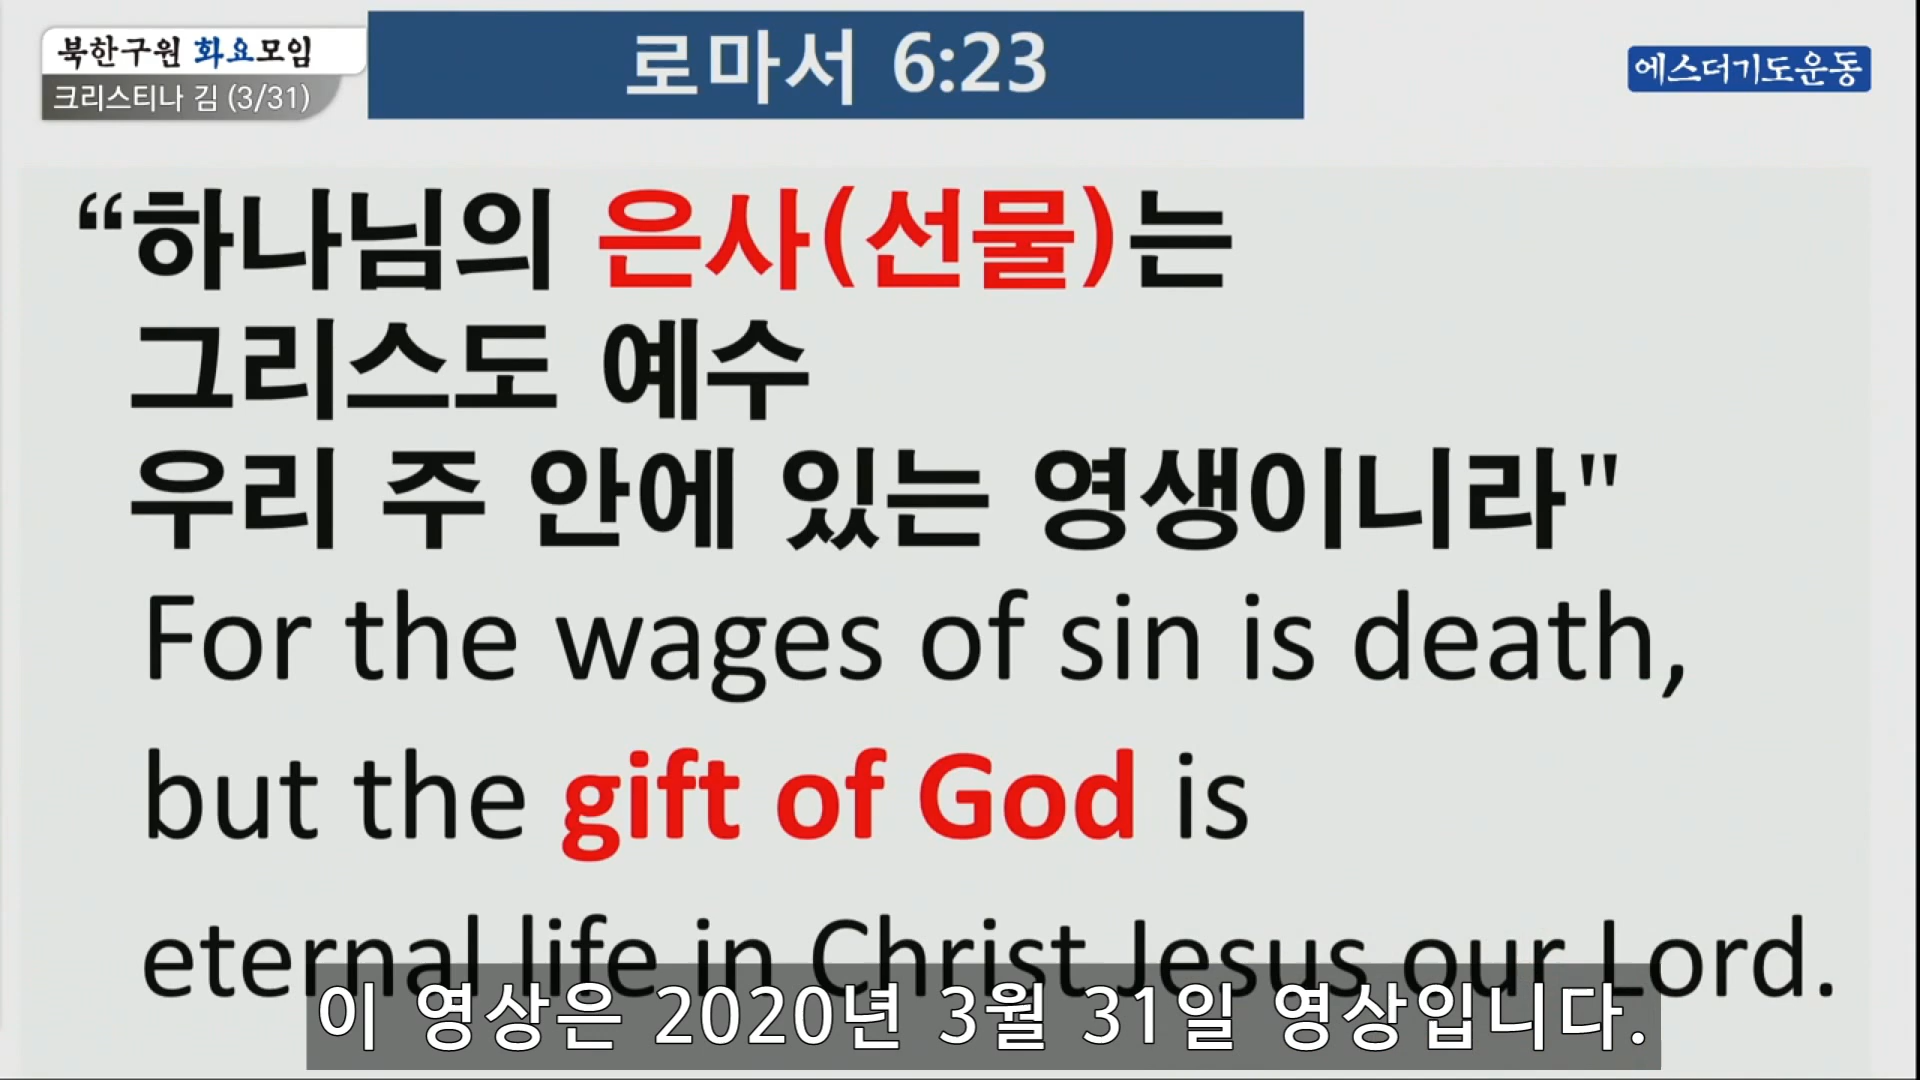 북한구원 화요모임
크리스티나 김 (3/31)
로마서 6:23
에스더기도운동
“하나님의 은사(선물)는
그리스도 예수
우리 주 안에 있는 영생이니라"
For the wages of sin is death,
but the gift of God is
eternal life in Christ Jesus our Lord.
이 영상은 2020년 3월 31일 영상입니다.